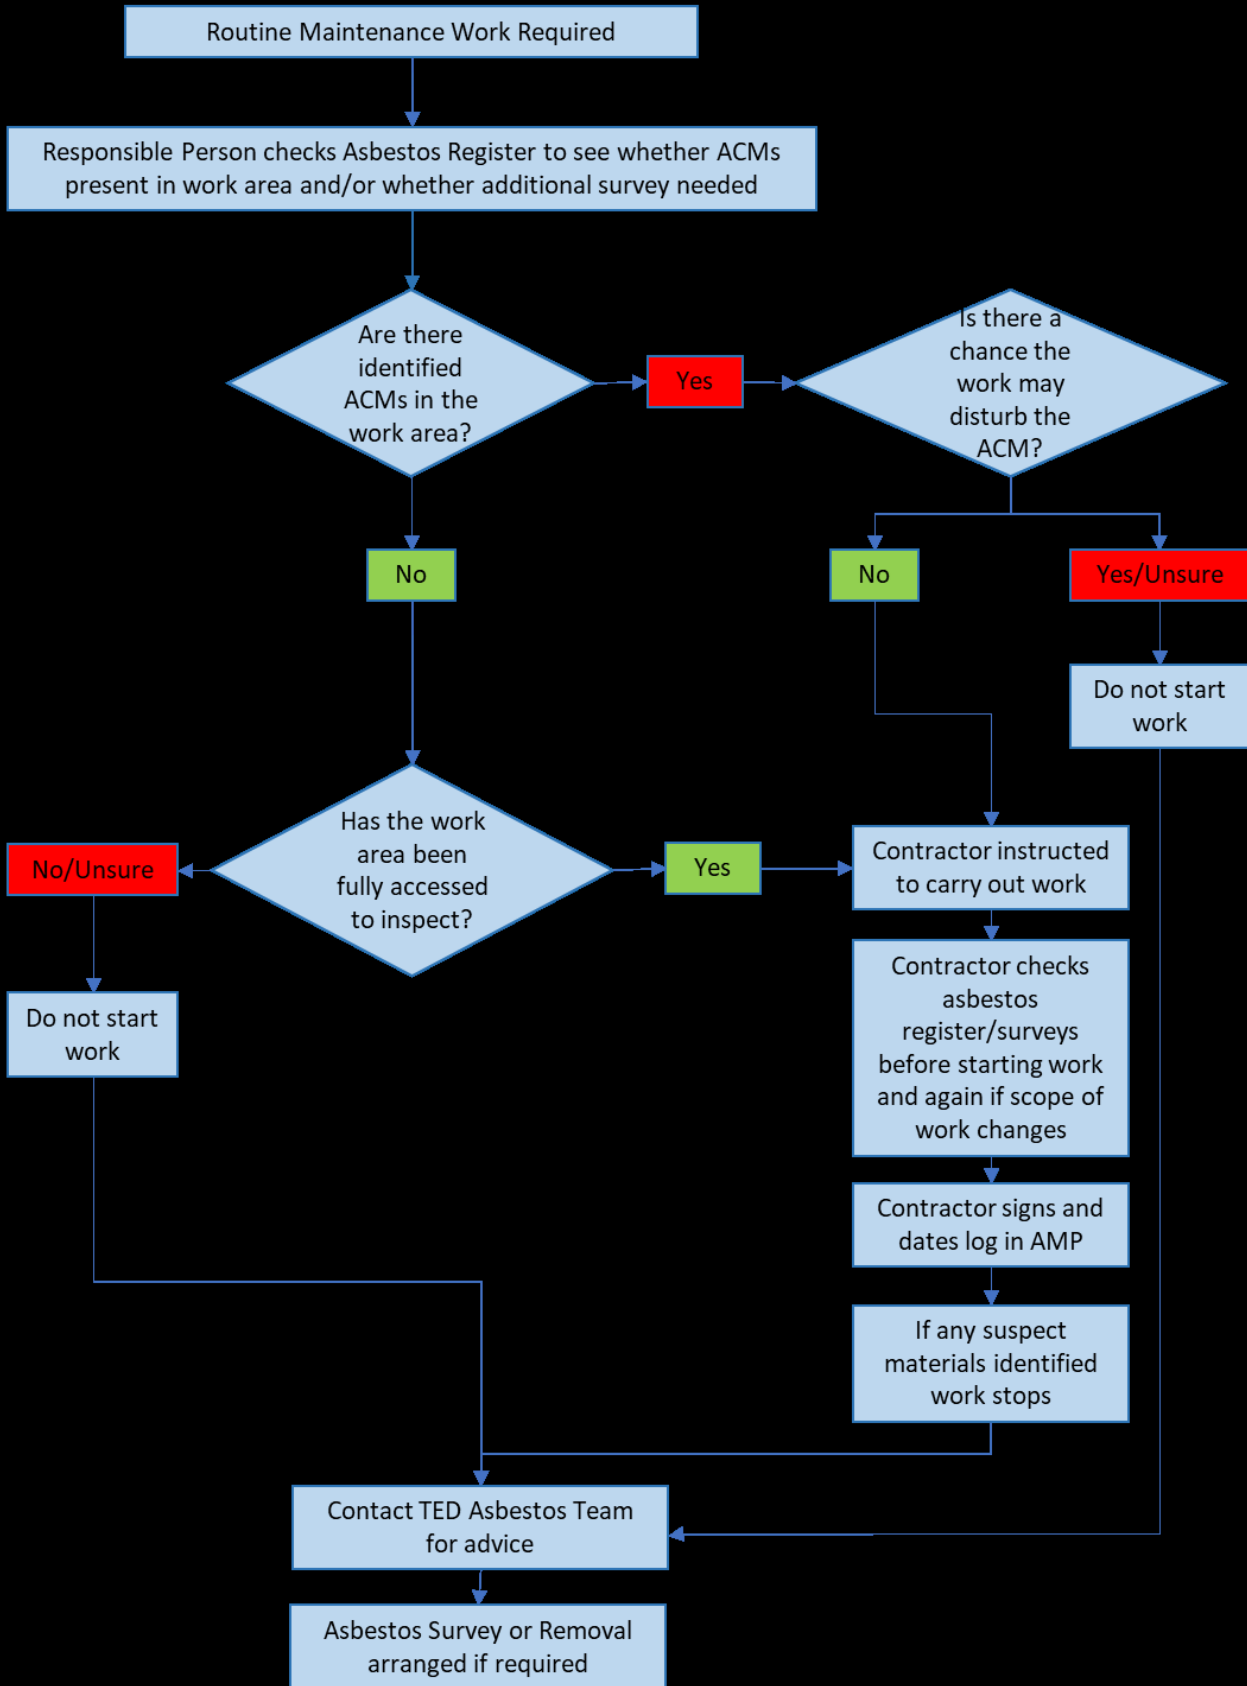 Routine Maintenance Work Required
Responsible Person checks Asbestos Register to see whether ACMs
present in work area and/or whether additional survey needed
Are there
identified
ACMs in the
work area?
Yes
Is there a
chance the
work may
disturb the
ACM?
No
No
Yes/Unsure
Do not start
work
Has the work
area been
fully accessed
to inspect?
No/Unsure
Yes
Contractor instructed
to carry out work
Do not start
work
Contractor checks
asbestos
register/surveys
before starting work
and again if scope of
work changes
Contractor signs and
dates log in AMP
If any suspect
materials identified
work stops
Contact TED Asbestos Team
for advice
Asbestos Survey or Removal
arranged if required